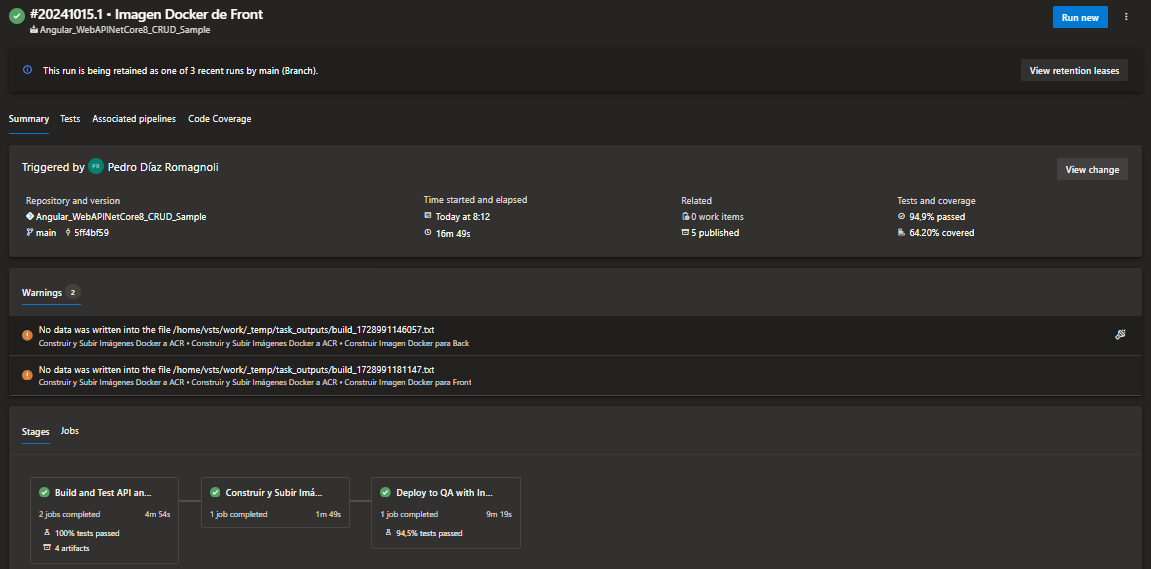 #20241015.1 • Imagen Docker de Front
Angular_WebAPINetCore8_CRUD_Sample
Run new
This run is being retained as one of 3 recent runs by main (Branch).
View retention leases
Summary Tests Associated pipelines Code Coverage
Triggered by PR Pedro Díaz Romagnoli
View change
Repository and version
Angular_WebAPINetCore8_CRUD_Sample
main 5ff4bf59
Time started and elapsed
Today at 8:12
16m 49s
Related
0 work items
5 published
Tests and coverage
94,9% passed
64.20% covered
Warnings 2
No data was written into the file /home/vsts/work/_temp/task_outputs/build_1728991146057.txt
Construir y Subir Imágenes Docker a ACR • Construir y Subir Imágenes Docker a ACR • Construir Imagen Docker para Back
No data was written into the file /home/vsts/work/_temp/task_outputs/build_1728991181147.txt
Construir y Subir Imágenes Docker a ACR • Construir y Subir Imágenes Docker a ACR • Construir Imagen Docker para Front
Stages Jobs
Build and Test API an...
2 jobs completed 4m 54s
100% tests passed
4 artifacts
Construir y Subir Imá...
1 job completed 1m 49s
Deploy to QA with In...
1 job completed 9m 19s
94,5% tests passed